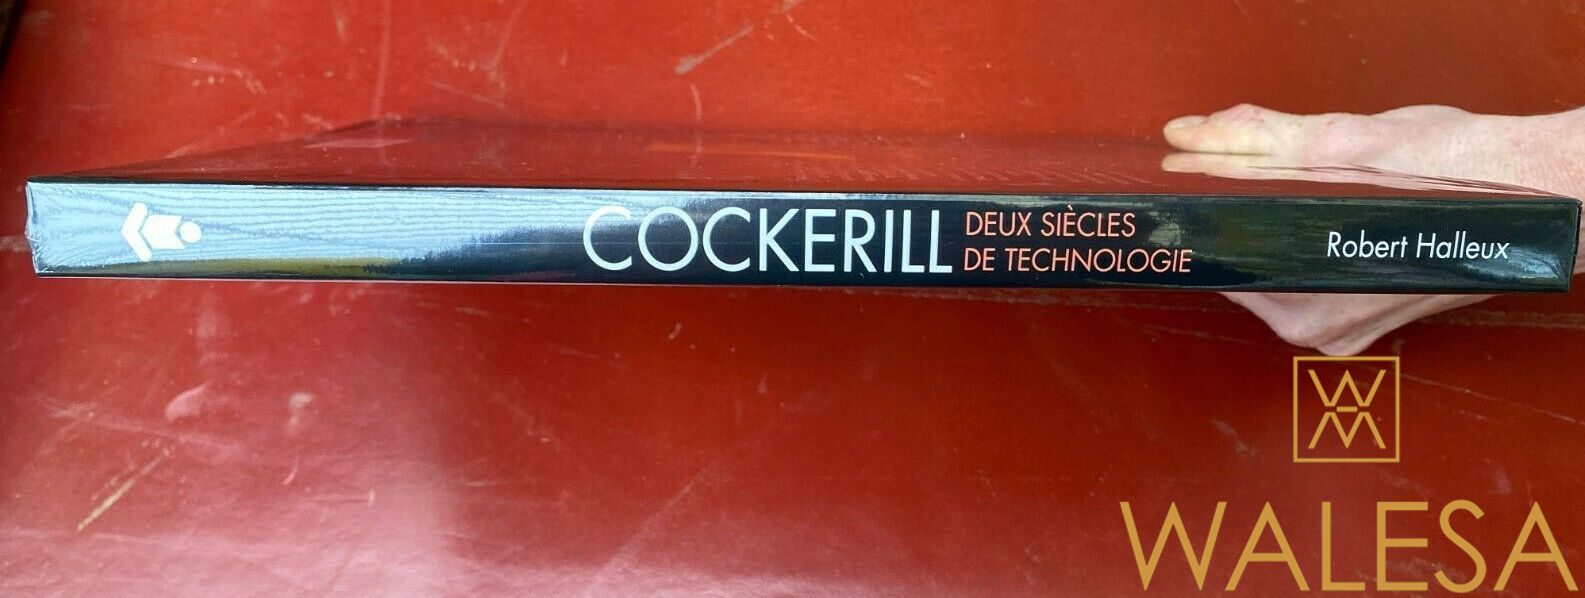 COCKERILL
DEUX SIÈCLES
DE TECHNOLOGIE
Robert Halleux
WALESA